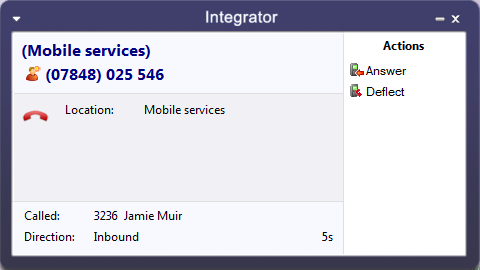 Integrator
(Mobile services)
(07848) 025 546
Location: Mobile services
Called: 3236 Jamie Muir
Direction: Inbound 5s
Actions
Answer
Deflect